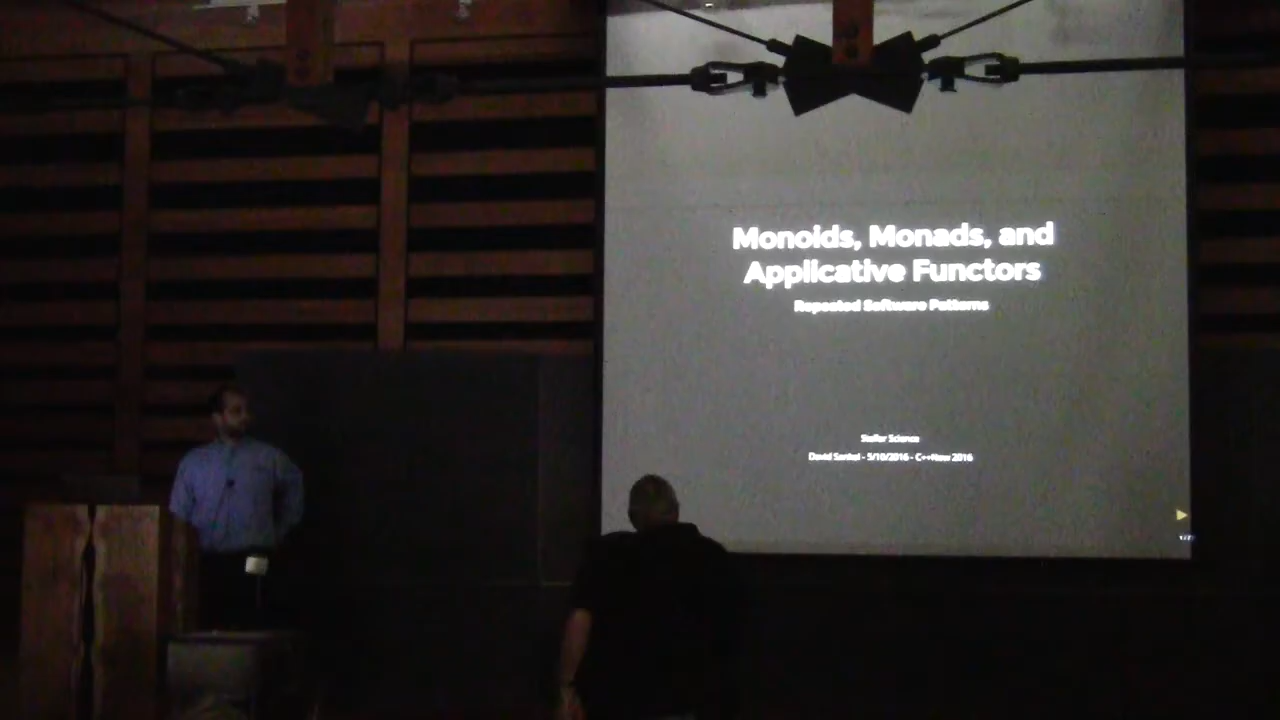 Monoids, Monads, and
Applicative Functors
Repeated Software Patterns
Stellar Science
David Sankel - 5/10/2016 - C++Now 2016